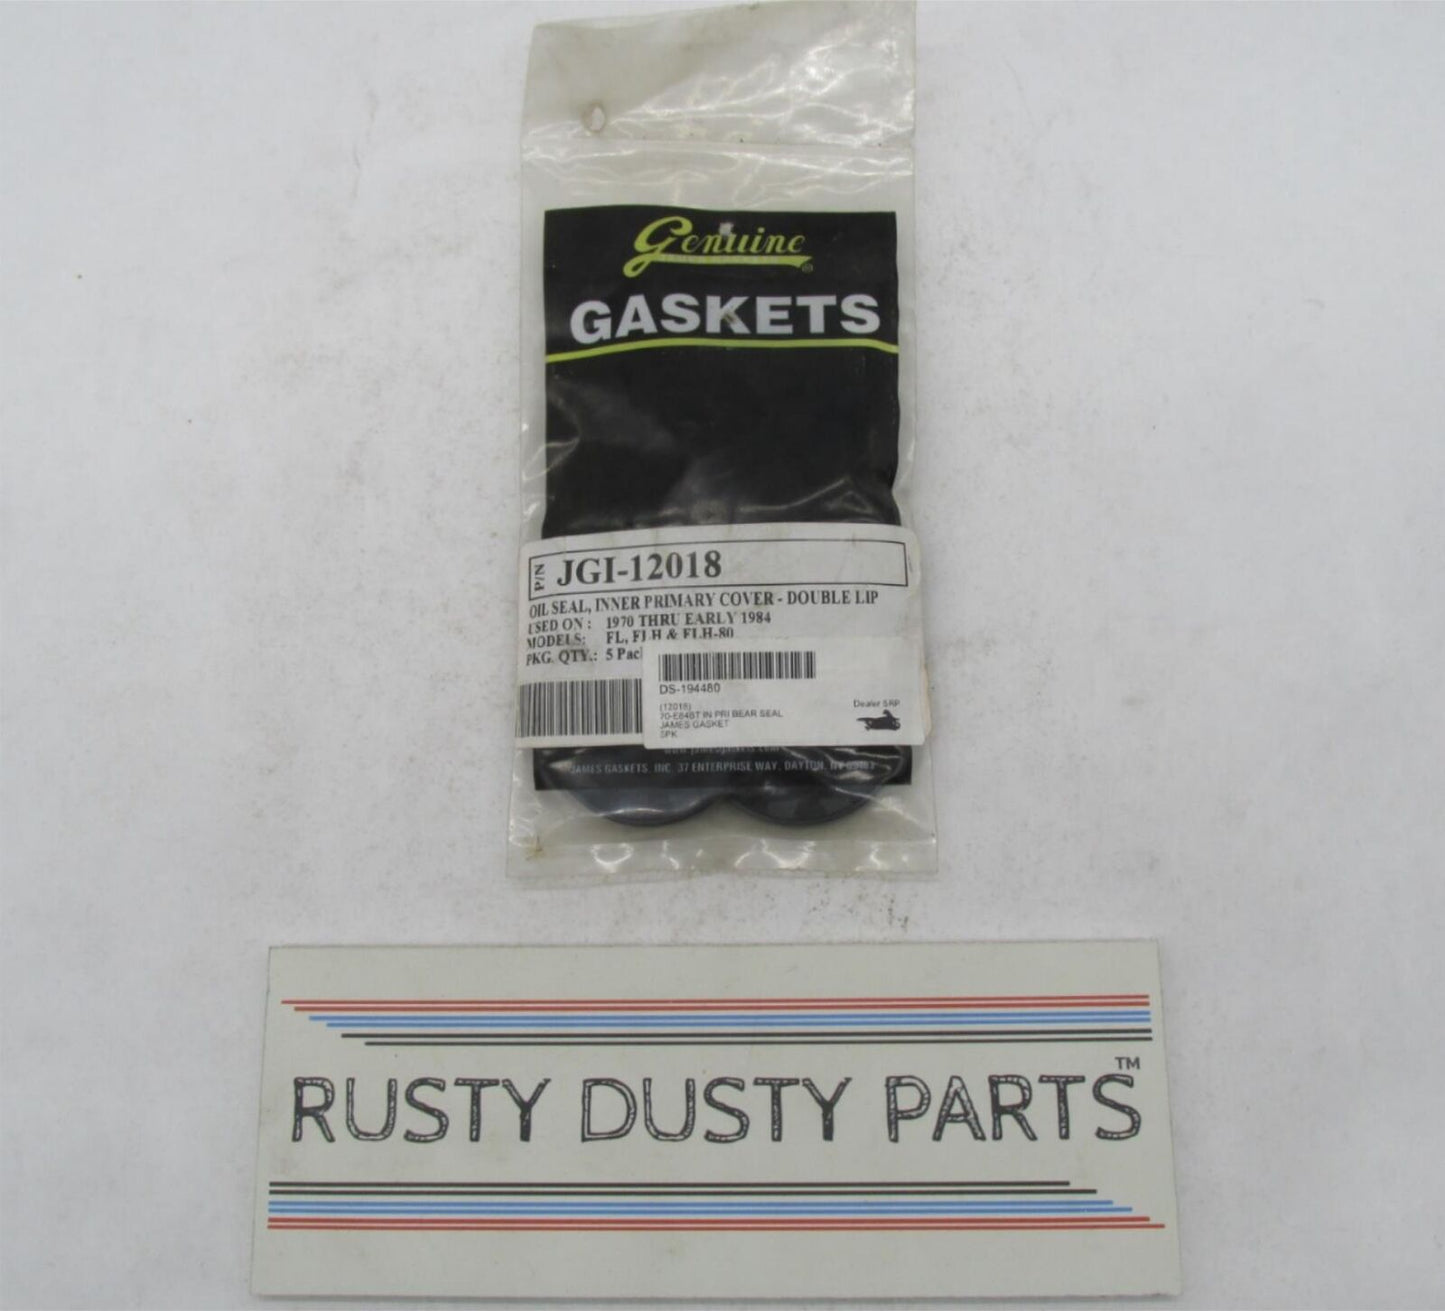 Genuine
GASKETS
P/N JGI-12018
OIL SEAL, INNER PRIMARY COVER - DOUBLE LIP
USED ON : 1970 THRU EARLY 1984
MODELS: FL, FLH & FLH-80
PKG. QTY.: 5
DS-194480
(12018)
Dealer SRP
70-E84BT IN PRI BEAR SEAL
JAMES GASKET
5PK
JAMES GASKETS, INC. 37 ENTERPRISE WAY, DAYTON, NV
RUSTY DUSTY PARTS™